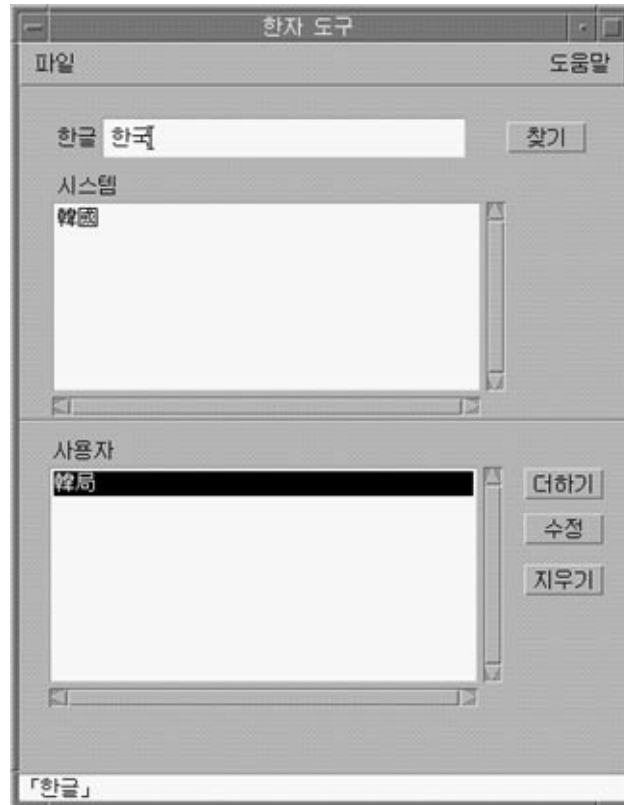 한자 도구
파일 도움말
한글 한국 찾기
시스템
韓國
사용자
韓局
더하기
수정
지우기
「한글」